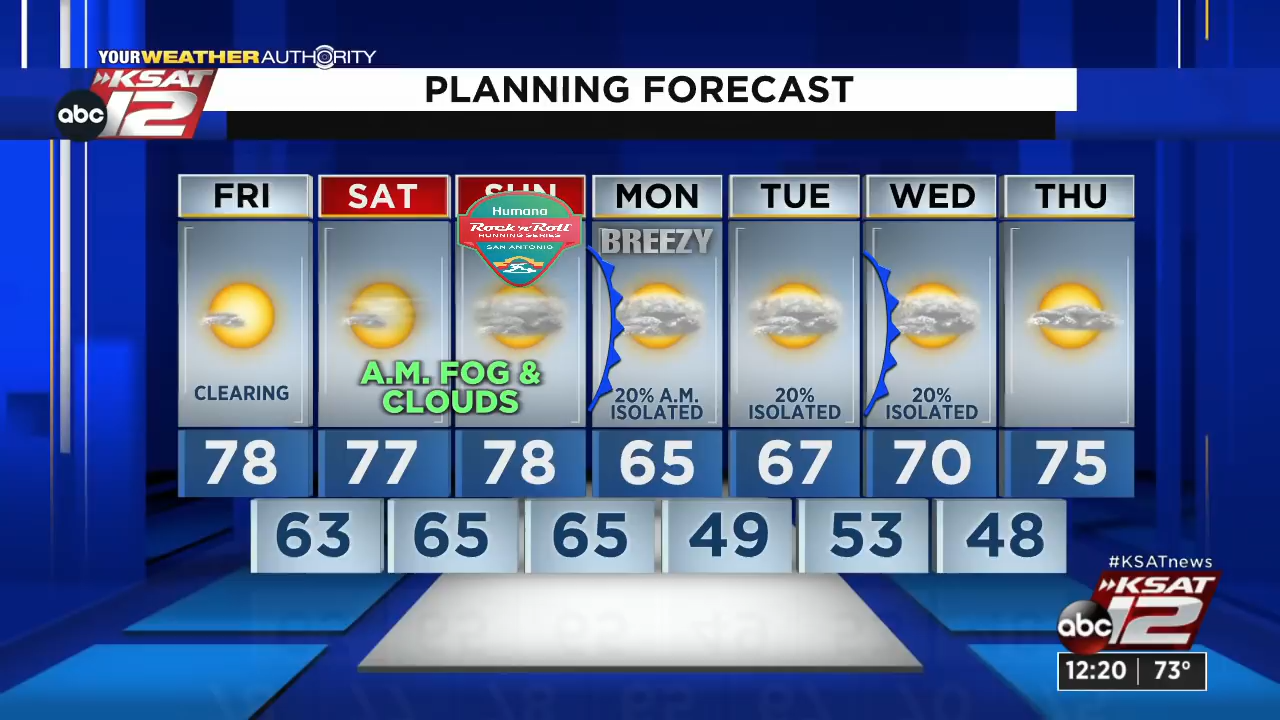 YOUR WEATHER AUTHORITY
KSAT
abc 12
PLANNING FORECAST
FRI SAT SUN MON TUE WED THU
Humana
Rock 'n' Roll
RUNNING SERIES
SAN ANTONIO
BREEZY
A.M. FOG &
CLOUDS
CLEARING
20% A.M.
ISOLATED
20%
ISOLATED
20%
ISOLATED
78 77 78 65 67 70 75
63 65 65 49 53 48
#KSATnews
KSAT
abc 12
12:20 73°